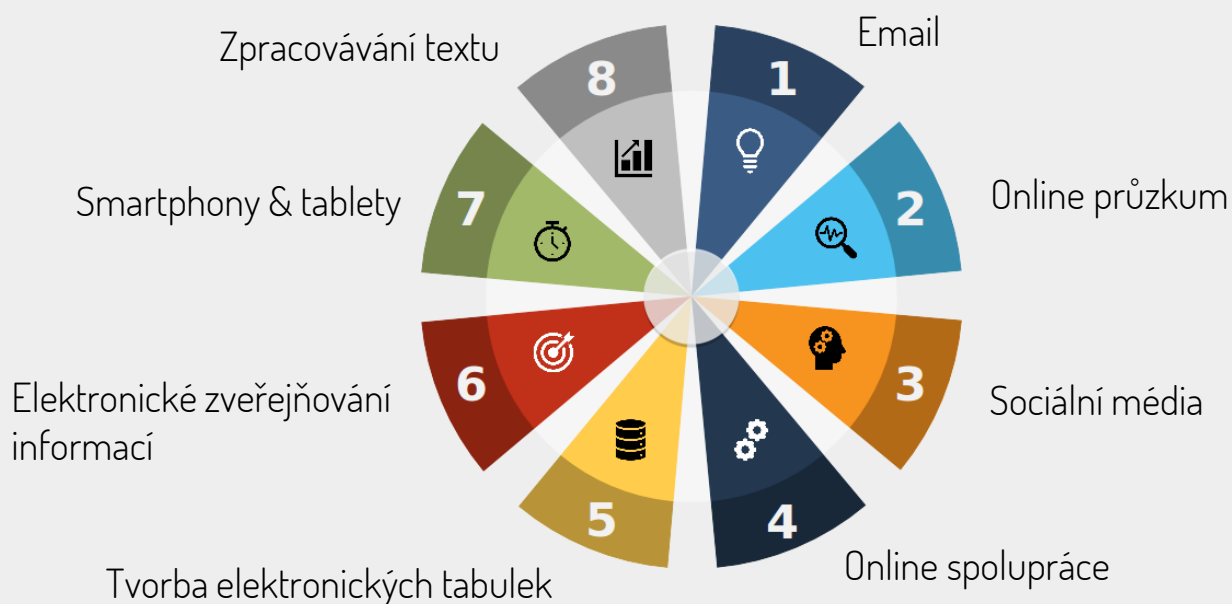 Email
1
Online průzkum
2
Sociální média
3
Online spolupráce
4
Tvorba elektronických tabulek
5
Elektronické zveřejňování
informací
6
Smartphony & tablety
7
Zpracovávání textu
8